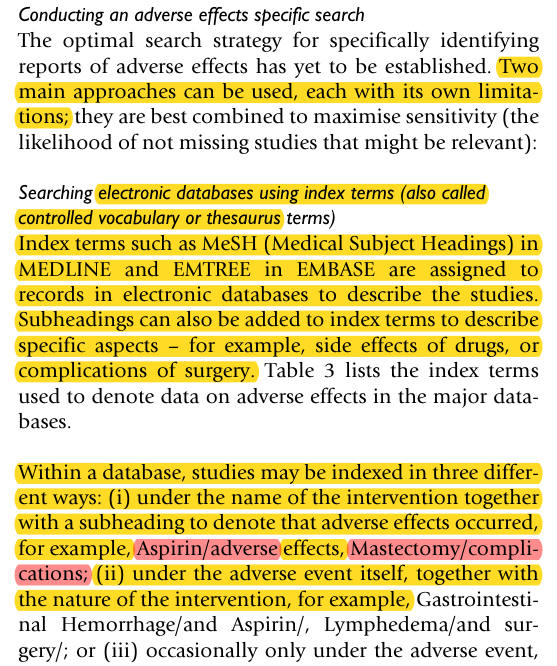 Conducting an adverse effects specific search
The optimal search strategy for specifically identifying
reports of adverse effects has yet to be established. Two
main approaches can be used, each with its own limita-
tions; they are best combined to maximise sensitivity (the
likelihood of not missing studies that might be relevant):
Searching electronic databases using index terms (also called
controlled vocabulary or thesaurus terms)
Index terms such as MeSH (Medical Subject Headings) in
MEDLINE and EMTREE in EMBASE are assigned to
records in electronic databases to describe the studies.
Subheadings can also be added to index terms to describe
specific aspects – for example, side effects of drugs, or
complications of surgery. Table 3 lists the index terms
used to denote data on adverse effects in the major data-
bases.
Within a database, studies may be indexed in three differ-
ent ways: (i) under the name of the intervention together
with a subheading to denote that adverse effects occurred,
for example, Aspirin/adverse effects, Mastectomy/compli-
cations; (ii) under the adverse event itself, together with
the nature of the intervention, for example, Gastrointesti-
nal Hemorrhage/and Aspirin/, Lymphedema/and sur-
gery/; or (iii) occasionally only under the adverse event,